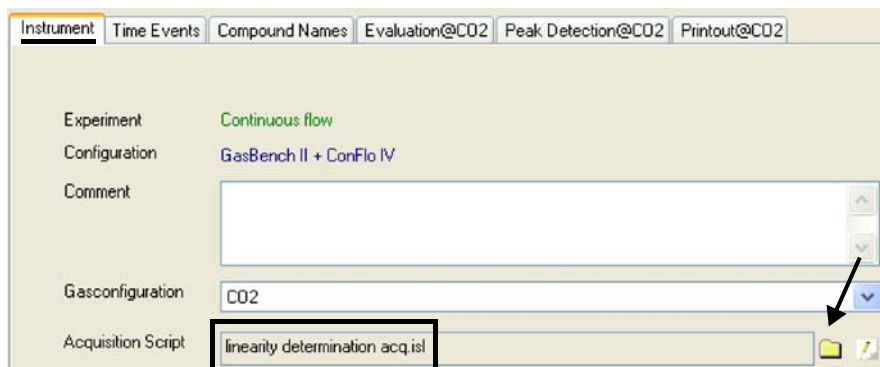 Instrument Time Events Compound Names Evaluation@CO2 Peak Detection@CO2 Printout@CO2
Experiment Continuous flow
Configuration GasBench II + ConFlo IV
Comment
Gasconfiguration CO2
Acquisition Script linearity determination acq.isl